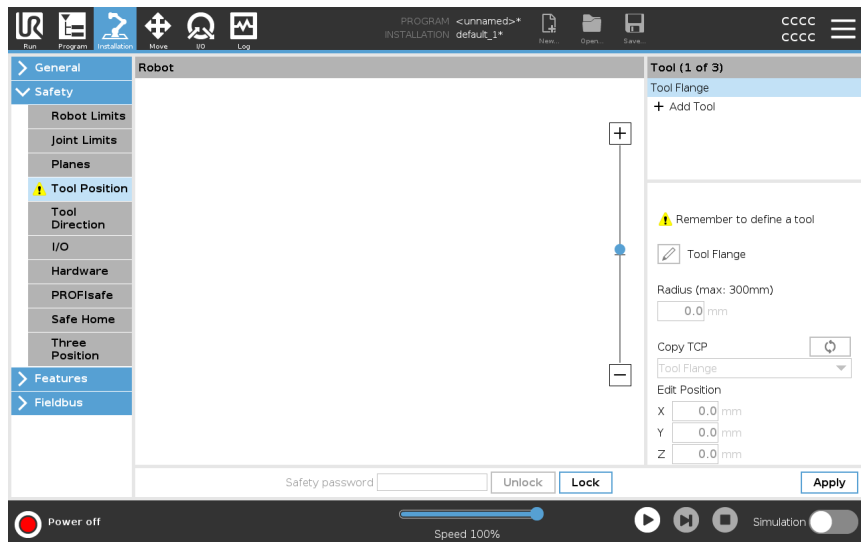 PROGRAM <unnamed>*
INSTALLATION default_1*
CCCC
CCCC
Run
Program
Installation
Move
I/O
Log
New...
Open...
Save...
General
Safety
Robot Limits
Joint Limits
Planes
Tool Position
Tool
Direction
I/O
Hardware
PROFIsafe
Safe Home
Three
Position
Features
Fieldbus
Robot
Tool (1 of 3)
Tool Flange
Add Tool
Remember to define a tool
Tool Flange
Radius (max: 300mm)
0.0 mm
Copy TCP
Tool Flange
Edit Position
X 0.0 mm
Y 0.0 mm
Z 0.0 mm
Safety password
Unlock
Lock
Apply
Power off
Speed 100%
Simulation